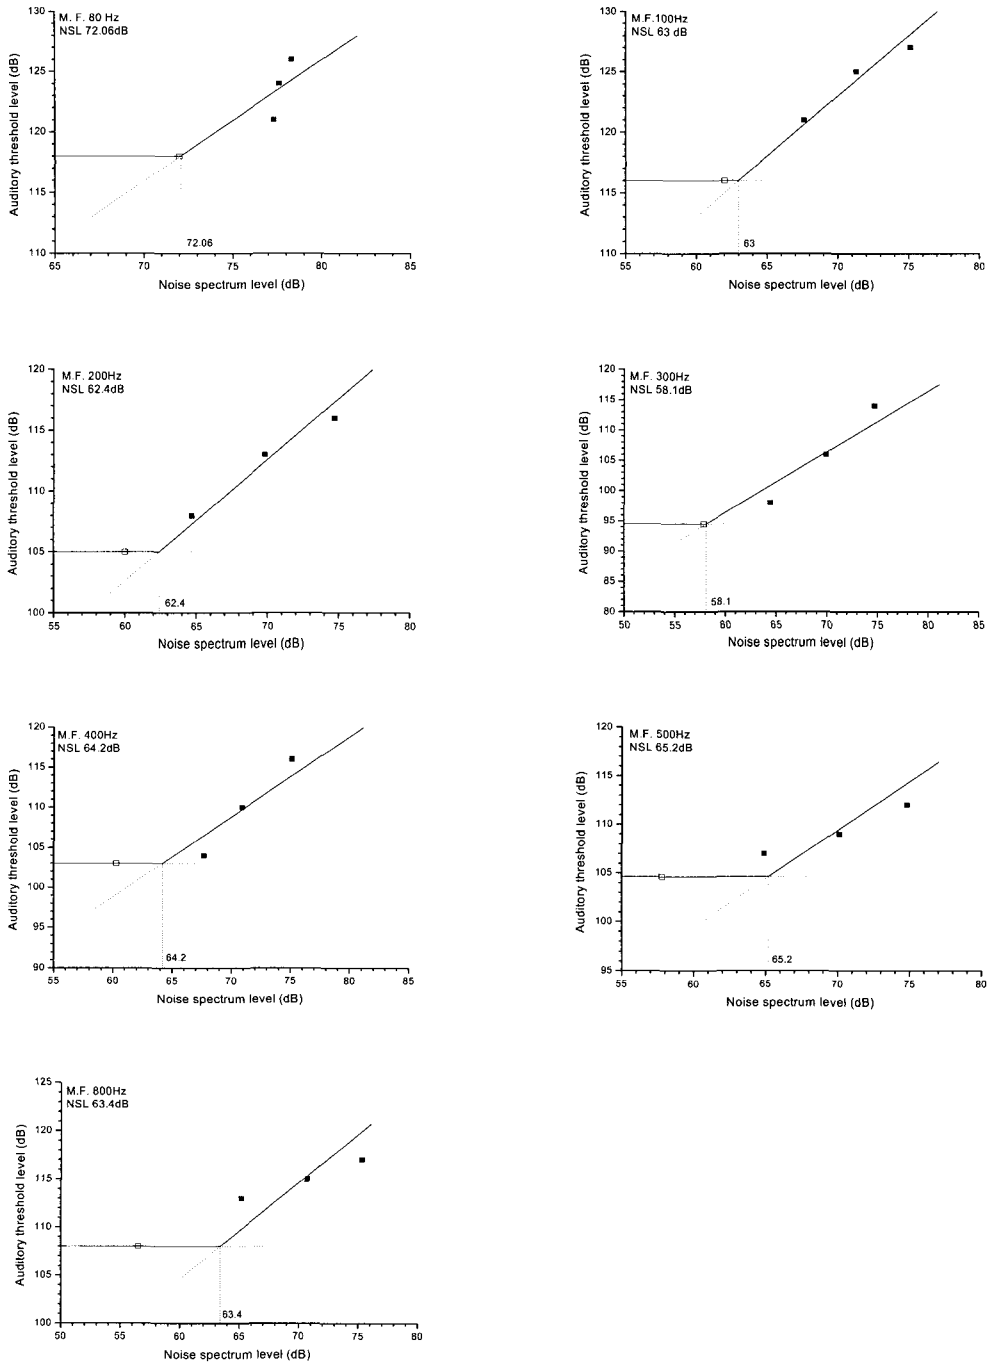 M. F. 80 Hz
NSL 72.06dB
Auditory threshold level (dB)
130
125
120
115
110
72.06
65 70 75 80 85
Noise spectrum level (dB)
M.F.100Hz
NSL 63 dB
Auditory threshold level (dB)
130
125
120
115
110
63
55 60 65 70 75 80
Noise spectrum level (dB)
M.F. 200Hz
NSL 62.4dB
Auditory threshold level (dB)
120
115
110
105
100
62.4
55 60 65 70 75 80
Noise spectrum level (dB)
M.F. 300Hz
NSL 58.1dB
Auditory threshold level (dB)
120
115
110
105
100
95
90
85
80
58.1
50 55 60 65 70 75 80 85
Noise spectrum level (dB)
M.F. 400Hz
NSL 64.2dB
Auditory threshold level (dB)
120
115
110
105
100
95
90
64.2
55 60 65 70 75 80 85
Noise spectrum level (dB)
M.F. 500Hz
NSL 65.2dB
Auditory threshold level (dB)
120
115
110
105
100
95
65.2
55 60 65 70 75 80
Noise spectrum level (dB)
M.F. 800Hz
NSL 63.4dB
Auditory threshold level (dB)
125
120
115
110
105
100
63.4
50 55 60 65 70 75 80
Noise spectrum level (dB)